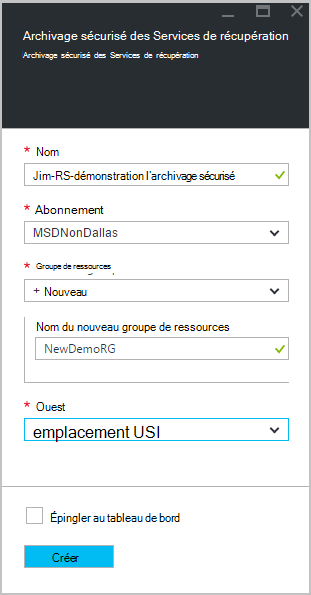 Archivage sécurisé des Services de récupération
Archivage sécurisé des Services de récupération
* Nom
Jim-RS-démonstration l'archivage sécurisé
* Abonnement
MSDNonDallas
* Groupe de ressources
+ Nouveau
Nom du nouveau groupe de ressources
NewDemoRG
* Ouest
emplacement USI
Épingler au tableau de bord
Créer